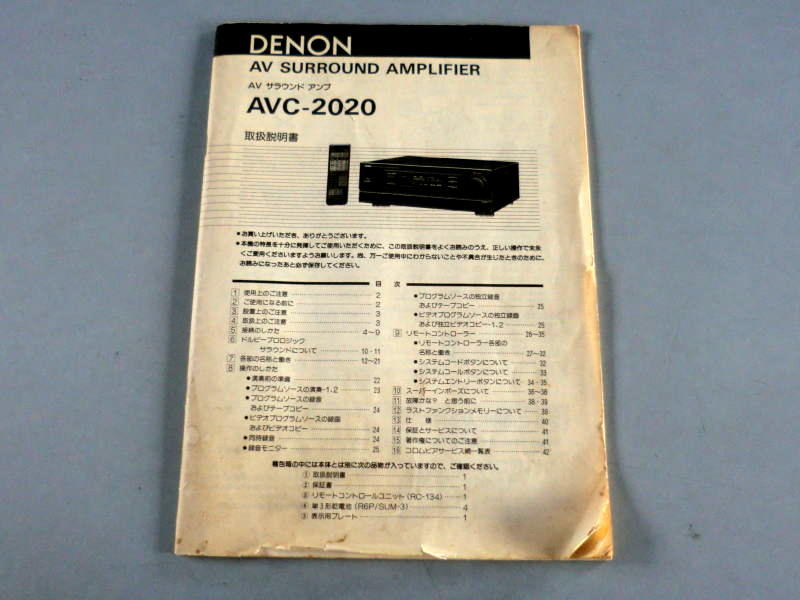 DENON
AV SURROUND AMPLIFIER
AV サラウンド アンプ
AVC-2020
取扱説明書
●お買い上げいただき、ありがとうございます。
●本機の特長を十分に発揮してご使用いただくために、この取扱説明書をよくお読みのうえ、正しい操作で末永
くご愛用くださいますようお願いします。尚、万一ご使用中にわからないことや不具合が生じたときのために、
お読みになったあと必ず保存してください。
目 次
1 使用上のご注意 2
2 ご使用になる前に 2
3 設置上のご注意 3
4 取扱上のご注意 3
5 接続のしかた 4~9
6 ドルビープロロジック
サラウンドについて 10・11
7 各部の名称と働き 12~21
8 操作のしかた
●演奏前の準備 22
●プログラムソースの演奏-1、2 23
●プログラムソースの録音
およびテープコピー 24
●ビデオプログラムソースの録画
およびビデオコピー 24
●同時録音 24
●録音モニター 25
●プログラムソースの独立録音
およびテープコピー 25
●ビデオプログラムソースの独立録画
および独立ビデオコピー-1、2 25
9 リモートコントローラー 26~35
●リモートコントローラー各部の
名称と働き 27~32
●システムコードボタンについて 32
●システムコールボタンについて 33
●システムエントリーボタンについて 34・35
10 スーパーインポーズについて 36~38
11 故障かな? と思う前に 38・39
12 ラストファンクションメモリーについて 39
13 仕 様 40
14 保証とサービスについて 41
15 著作権についてのご注意 41
16 コロムビアサービス網一覧表 42
梱包箱の中には本体とは別に次の品物が入っていますので、ご確認ください。
① 取扱説明書 1
② 保証書 1
③ リモートコントロールユニット (RC-134) 1
④ 単3形乾電池 (R6P/SUM-3) 4
⑤ 表示用プレート 1